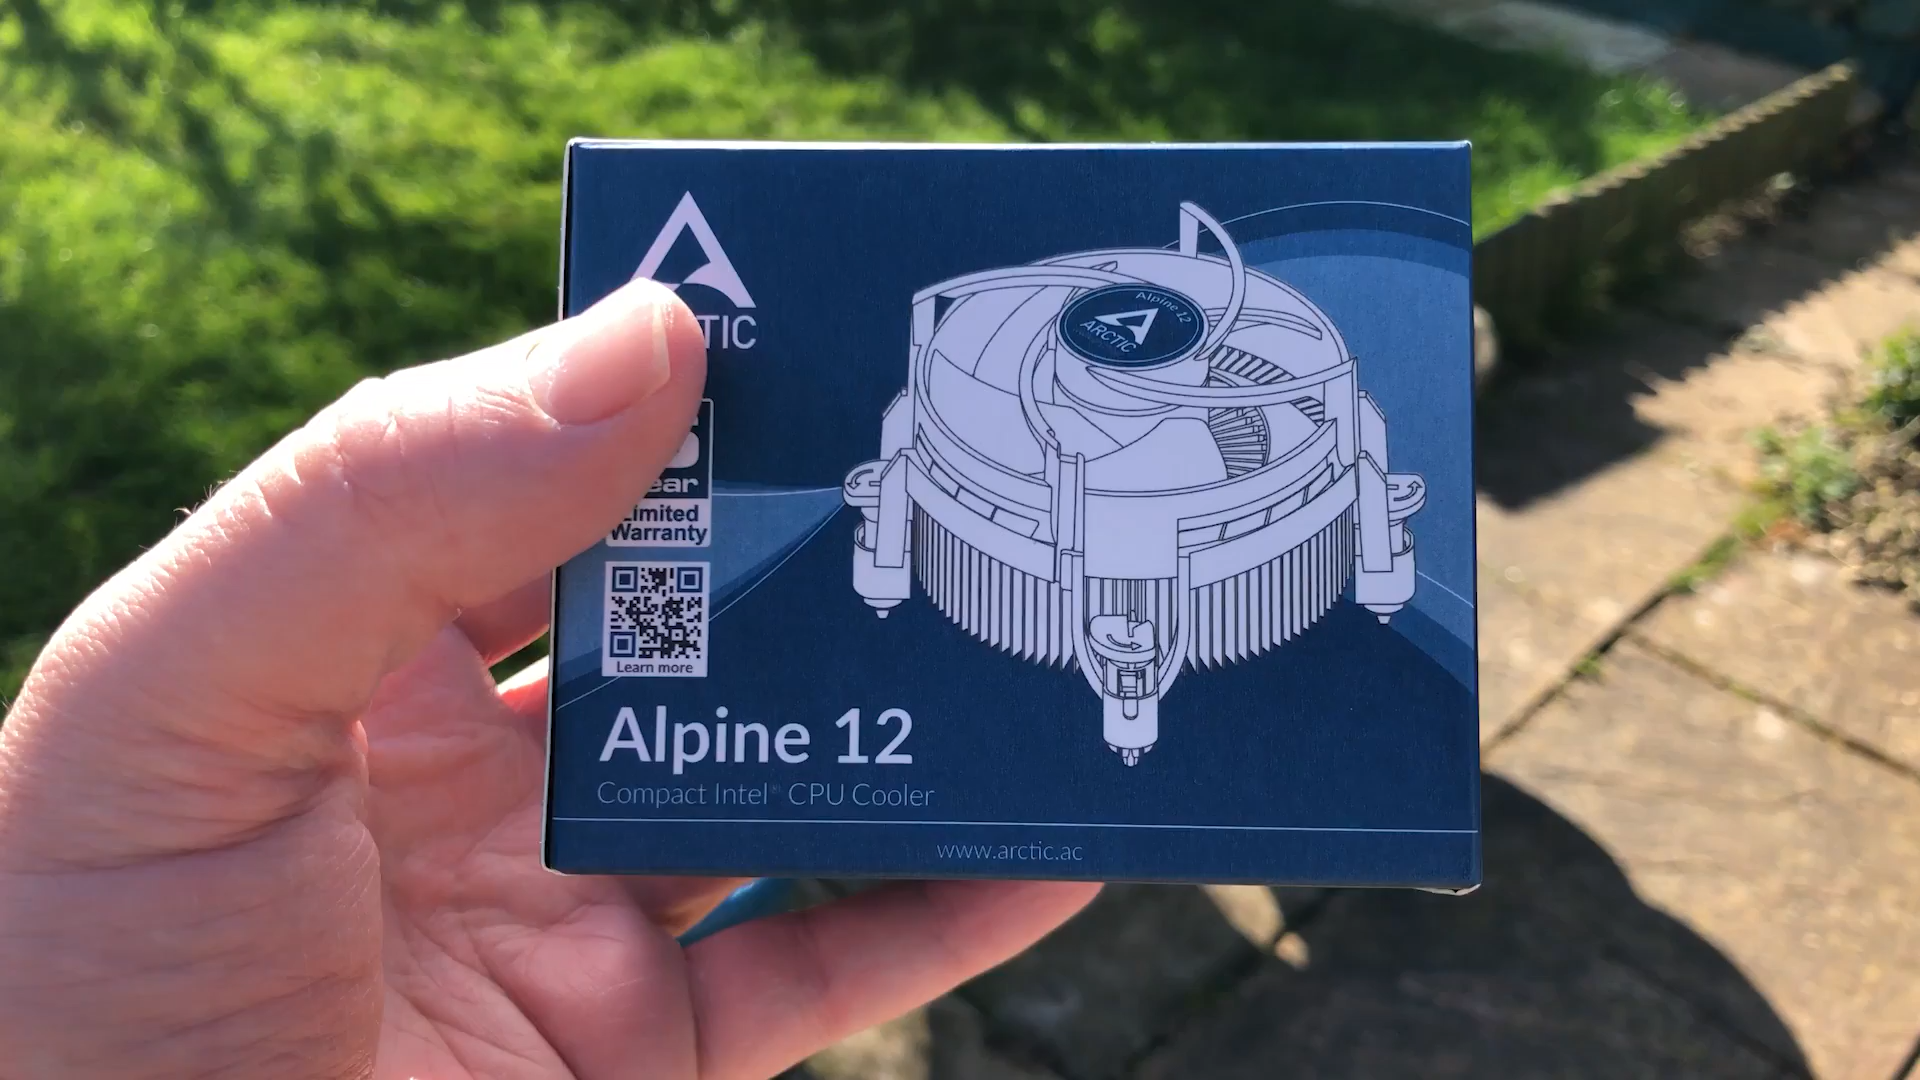 TIC
ear
Limited
Warranty
Learn more
Alpine 12
ARCTIC
Alpine 12
Compact Intel® CPU Cooler
www.arctic.ac